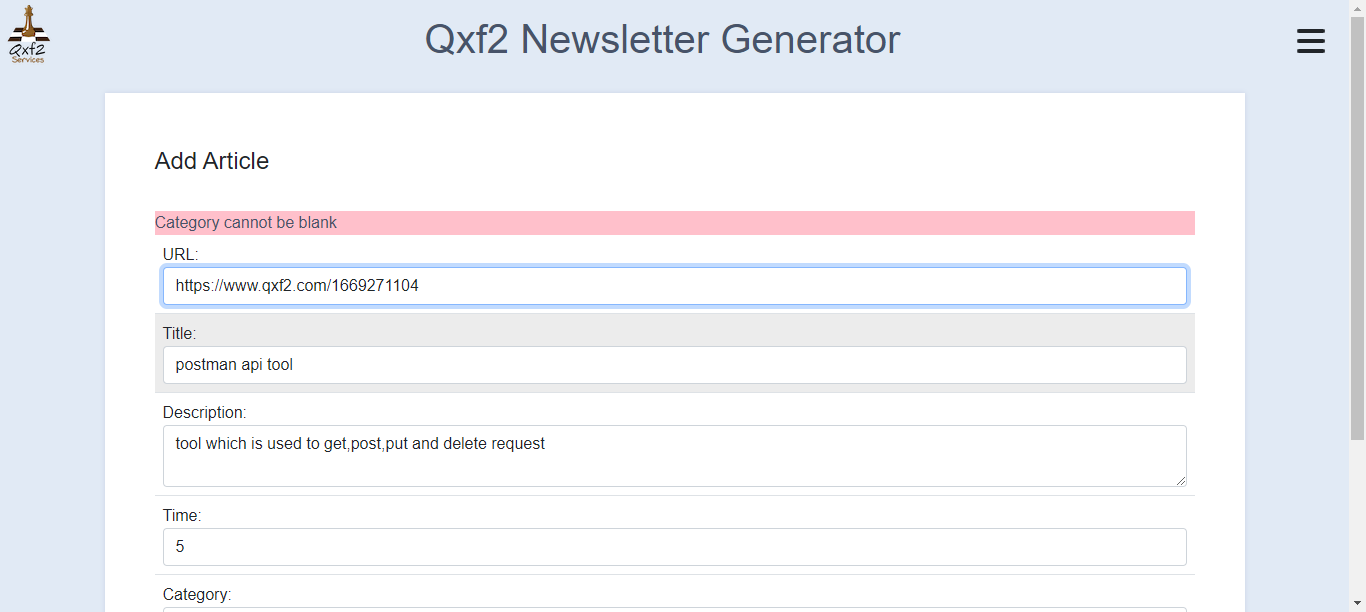 Qxf2
Services
Qxf2 Newsletter Generator
Add Article
Category cannot be blank
URL:
https://www.qxf2.com/1669271104
Title:
postman api tool
Description:
tool which is used to get,post,put and delete request
Time:
5
Category: